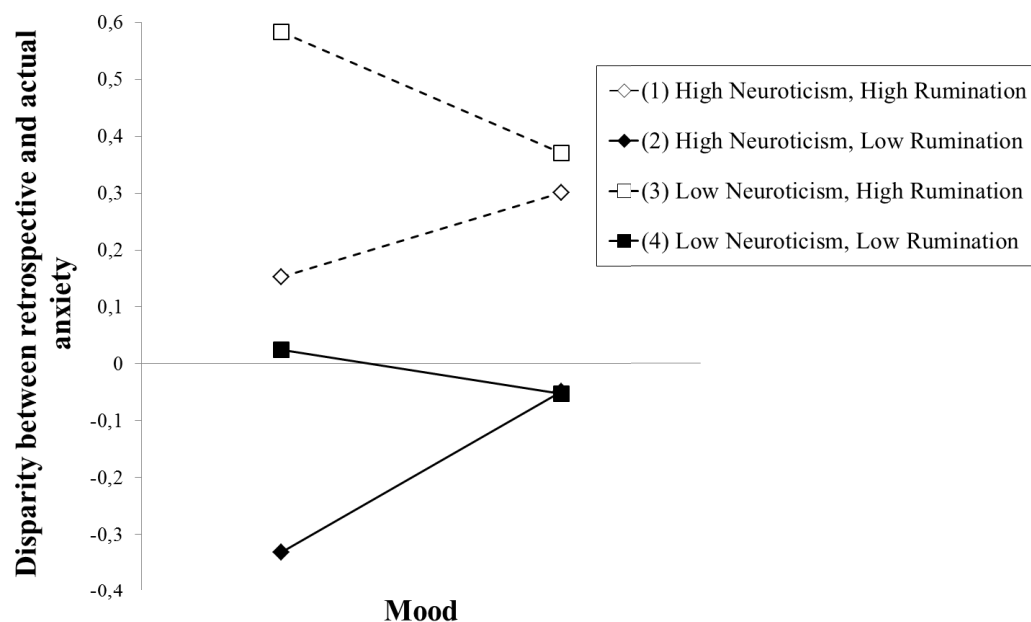 Disparity between retrospective and actual
anxiety
0,6
0,5
0,4
0,3
0,2
0,1
0
-0,1
-0,2
-0,3
-0,4
Mood
(1) High Neuroticism, High Rumination
(2) High Neuroticism, Low Rumination
(3) Low Neuroticism, High Rumination
(4) Low Neuroticism, Low Rumination